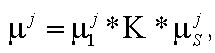 μ^j = μ_1^j * K * μ_S^j,